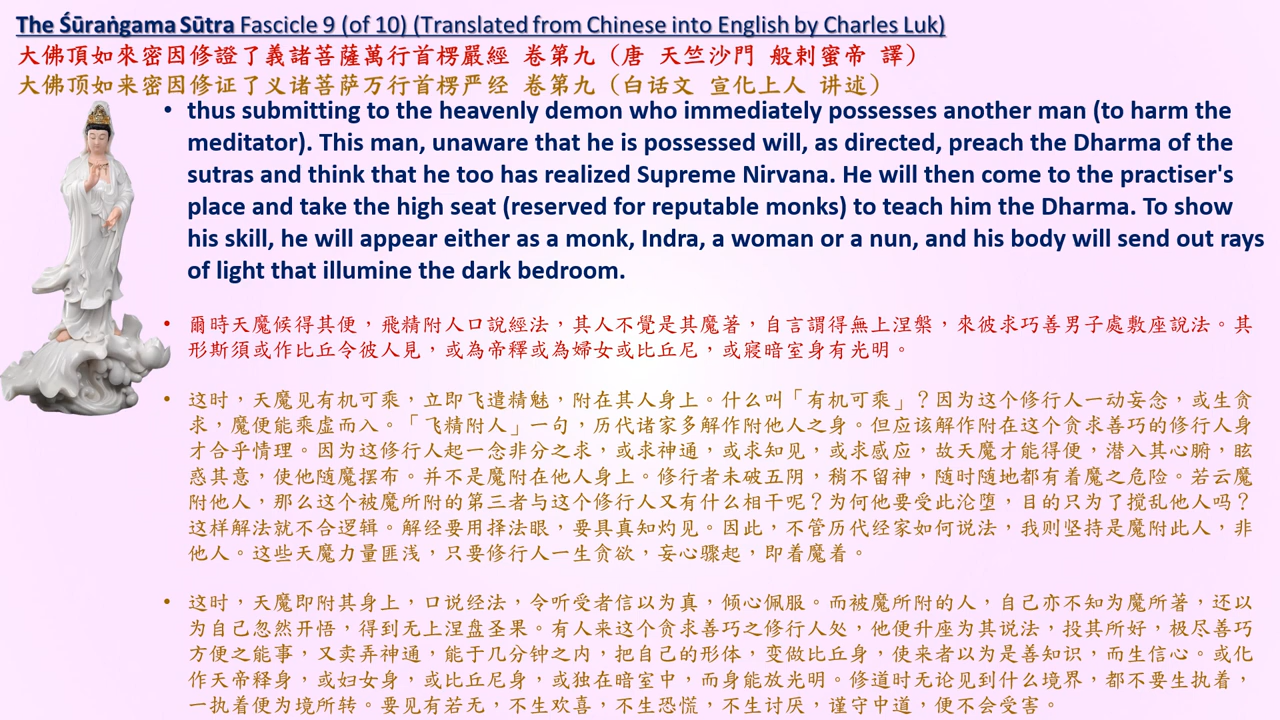 The Śūraṅgama Sūtra Fascicle 9 (of 10) (Translated from Chinese into English by Charles Luk)
大佛頂如來密因修證了義諸菩薩萬行首楞嚴經 卷第九（唐 天竺沙門 般剌蜜帝 譯）
大佛顶如来密因修证了义诸菩萨万行首楞严经 卷第九（白话文 宣化上人 讲述）
• thus submitting to the heavenly demon who immediately possesses another man (to harm the
meditator). This man, unaware that he is possessed will, as directed, preach the Dharma of the
sutras and think that he too has realized Supreme Nirvana. He will then come to the practiser's
place and take the high seat (reserved for reputable monks) to teach him the Dharma. To show
his skill, he will appear either as a monk, Indra, a woman or a nun, and his body will send out rays
of light that illumine the dark bedroom.
• 爾時天魔候得其便，飛精附人口說經法，其人不覺是其魔著，自言謂得無上涅槃，來彼求巧善男子處敷座說法。其
形斯須或作比丘令彼人見，或為帝釋或為婦女或比丘尼，或寢暗室身有光明。
• 这时，天魔见有机可乘，立即飞遣精魅，附在其人身上。什么叫「有机可乘」？因为这个修行人一动妄念，或生贪
求，魔便能乘虚而入。「飞精附人」一句，历代诸家多解作附他人之身。但应该解作附在这个贪求善巧的修行人身
才合乎情理。因为这修行人起一念非分之求，或求神通，或求知见，或求感应，故天魔才能得便，潜入其心腑，眩
惑其意，使他随魔摆布。并不是魔附在他人身上。修行者未破五阴，稍不留神，随时随地都有着魔之危险。若云魔
附他人，那么这个被魔所附的第三者与这个修行人又有什么相干呢？为何他要受此沦堕，目的只为了搅乱他人吗？
这样解法就不合逻辑。解经要用择法眼，要具真知灼见。因此，不管历代经家如何说法，我则坚持是魔附此人，非
他人。这些天魔力量匪浅，只要修行人一生贪欲，妄心骤起，即着魔着。
• 这时，天魔即附其身上，口说经法，令听受者信以为真，倾心佩服。而被魔所附的人，自己亦不知为魔所著，还以
为自己忽然开悟，得到无上涅盘圣果。有人来这个贪求善巧之修行人处，他便升座为其说法，投其所好，极尽善巧
方便之能事，又卖弄神通，能于几分钟之内，把自己的形体，变做比丘身，使来者以为是善知识，而生信心。或化
作天帝释身，或妇女身，或比丘尼身，或独在暗室中，而身能放光明。修道时无论见到什么境界，都不要生执着，
一执着便为境所转。要见有若无，不生欢喜，不生恐慌，不生讨厌，谨守中道，便不会受害。